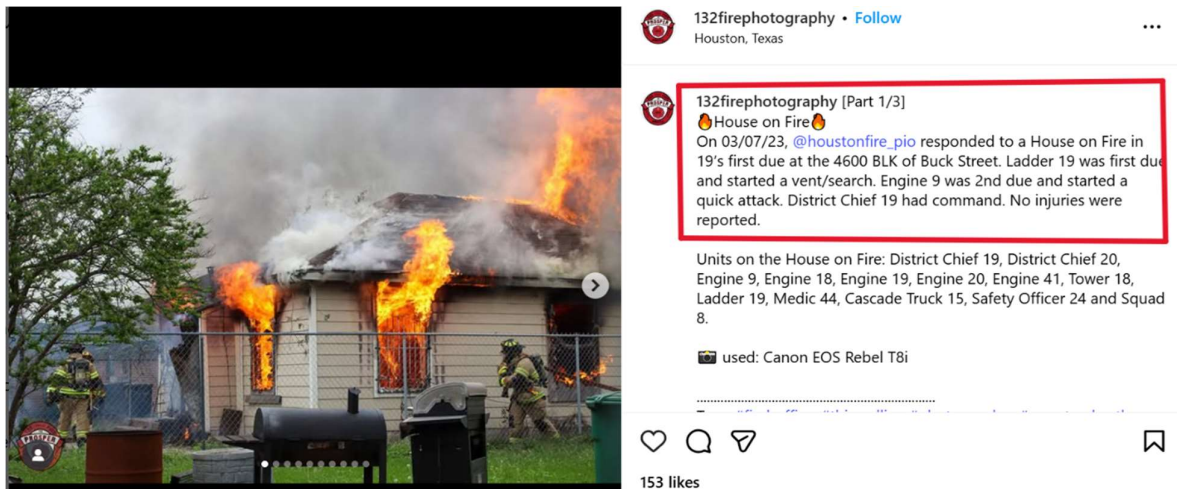 132firephotography • Follow
Houston, Texas
132firephotography [Part 1/3]
🔥House on Fire🔥
On 03/07/23, @houstonfire_pio responded to a House on Fire in
19's first due at the 4600 BLK of Buck Street. Ladder 19 was first due
and started a vent/search. Engine 9 was 2nd due and started a
quick attack. District Chief 19 had command. No injuries were
reported.
Units on the House on Fire: District Chief 19, District Chief 20,
Engine 9, Engine 18, Engine 19, Engine 20, Engine 41, Tower 18,
Ladder 19, Medic 44, Cascade Truck 15, Safety Officer 24 and Squad
8.
📷 used: Canon EOS Rebel T8i
......................................................................
153 likes
PROSPER